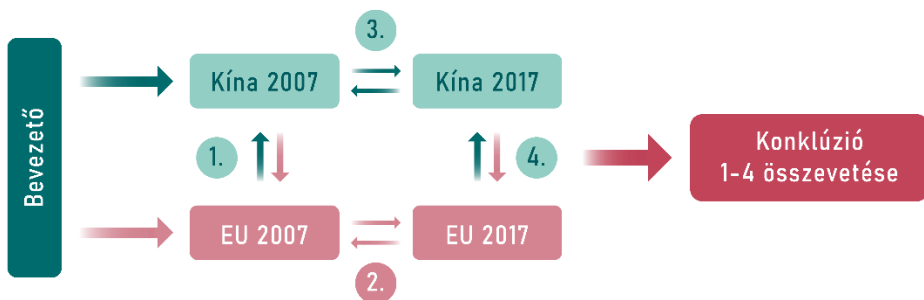 Bevezető
3.
Kína 2007
Kína 2017
1.
4.
Konklúzió
1-4 összevetése
EU 2007
EU 2017
2.